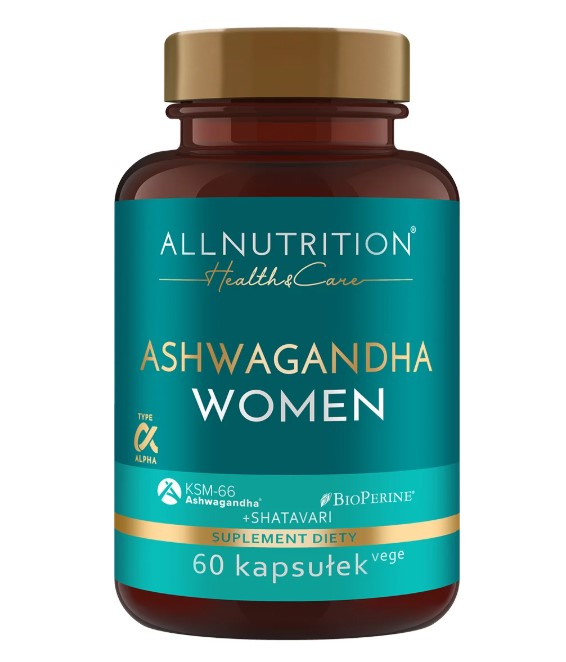 ALLNUTRITION®
Health&Care
ASHWAGANDHA
WOMEN
TYPE
α
ALPHA
KSM-66
Ashwagandha®
BIOPERINE®
+SHATAVARI
SUPLEMENT DIETY
60 kapsułek vege